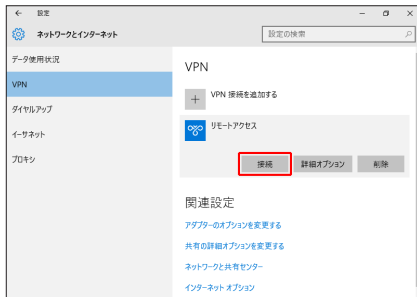 設定
ネットワークとインターネット
設定の検索
データ使用状況
VPN
ダイヤルアップ
イーサネット
プロキシ
VPN
VPN 接続を追加する
リモートアクセス
接続
詳細オプション
削除
関連設定
アダプターのオプションを変更する
共有の詳細オプションを変更する
ネットワークと共有センター
インターネット オプション